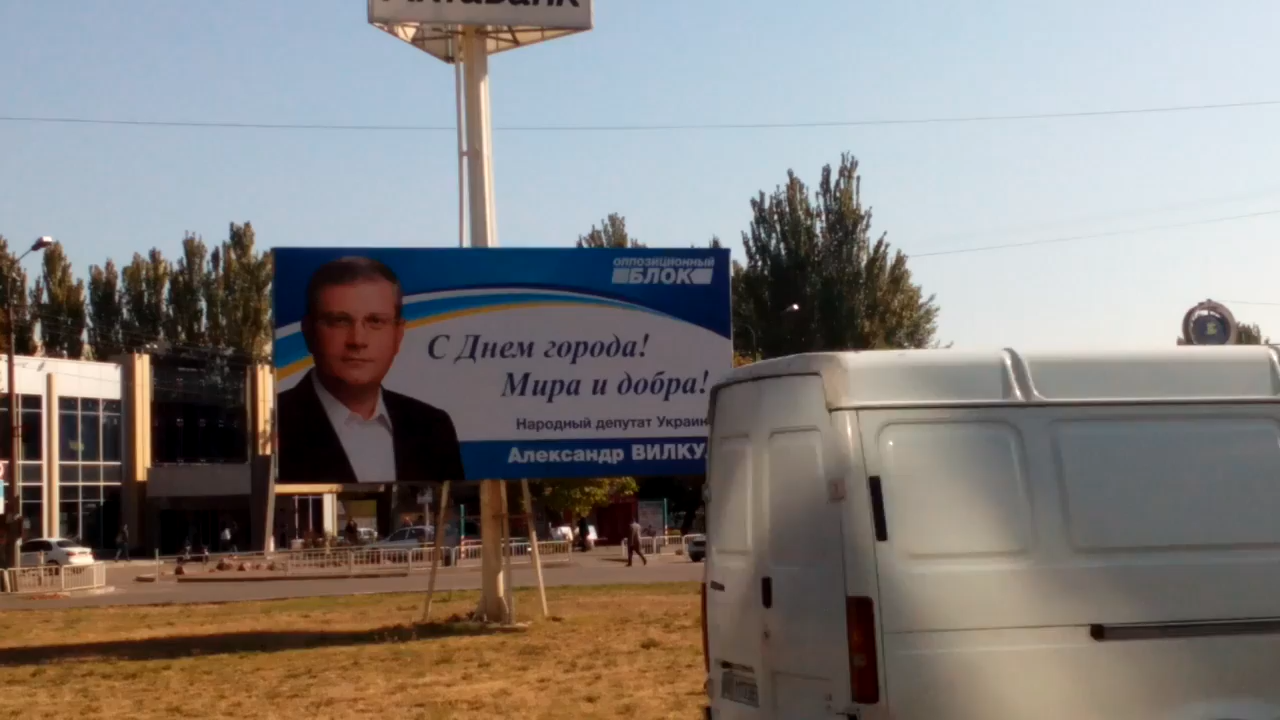 ОППОЗИЦИОННЫЙ
БЛОК
С Днем города!
Мира и добра!
Народный депутат Украин
Александр ВИЛКУ